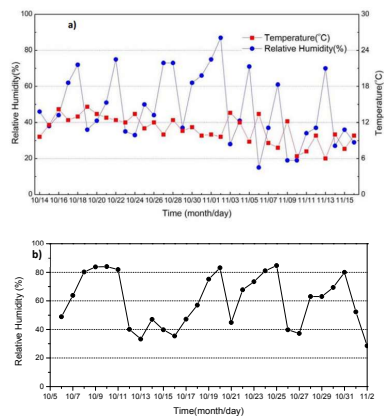 a)
100 30
Temperature(°C)
Relative Humidity(%)
80 24
60 18
40 12
20 6
0 0
Relative Humidity(%)
Temperature(°C)
10/14 10/16 10/18 10/20 10/22 10/24 10/26 10/28 10/30 11/01 11/03 11/05 11/07 11/09 11/11 11/13 11/15
Time (month/day)
b)
100
80
60
40
20
0
Relative Humidity (%)
10/5 10/7 10/9 10/11 10/13 10/15 10/17 10/19 10/21 10/23 10/25 10/27 10/29 10/31 11/2
Time(month/day)